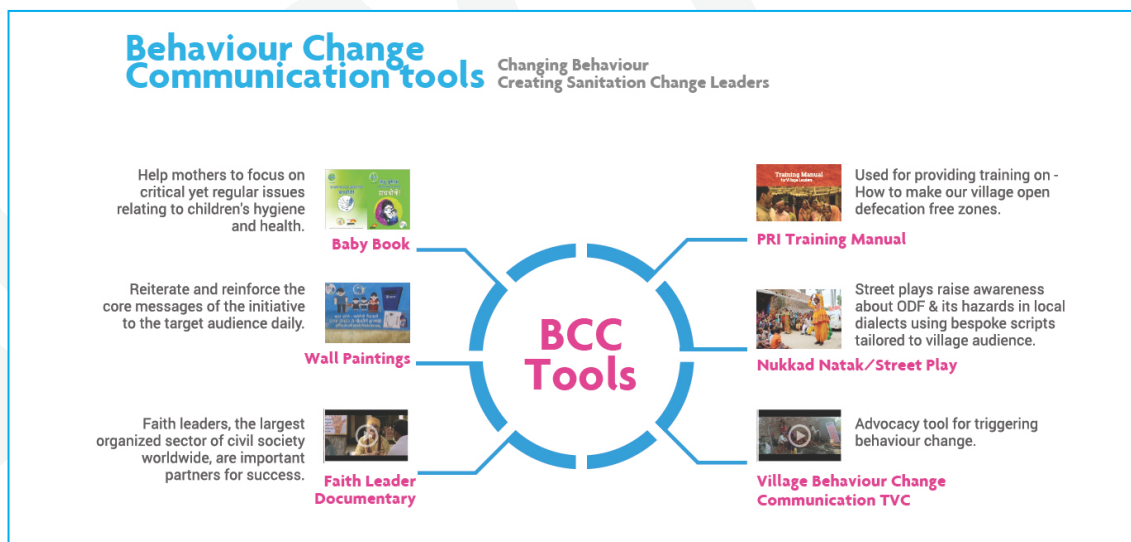 Behaviour Change
Communication tools
Changing Behaviour
Creating Sanitation Change Leaders
Help mothers to focus on
critical yet regular issues
relating to children's hygiene
and health.
Baby Book
Reiterate and reinforce the
core messages of the initiative
to the target audience daily.
Wall Paintings
Faith leaders, the largest
organized sector of civil society
worldwide, are important
partners for success.
Faith Leader
Documentary
BCC
Tools
Training Manual
for Village Leaders
Used for providing training on -
How to make our village open
defecation free zones.
PRI Training Manual
Street plays raise awareness
about ODF & its hazards in local
dialects using bespoke scripts
tailored to village audience.
Nukkad Natak/Street Play
Advocacy tool for triggering
behaviour change.
Village Behaviour Change
Communication TVC